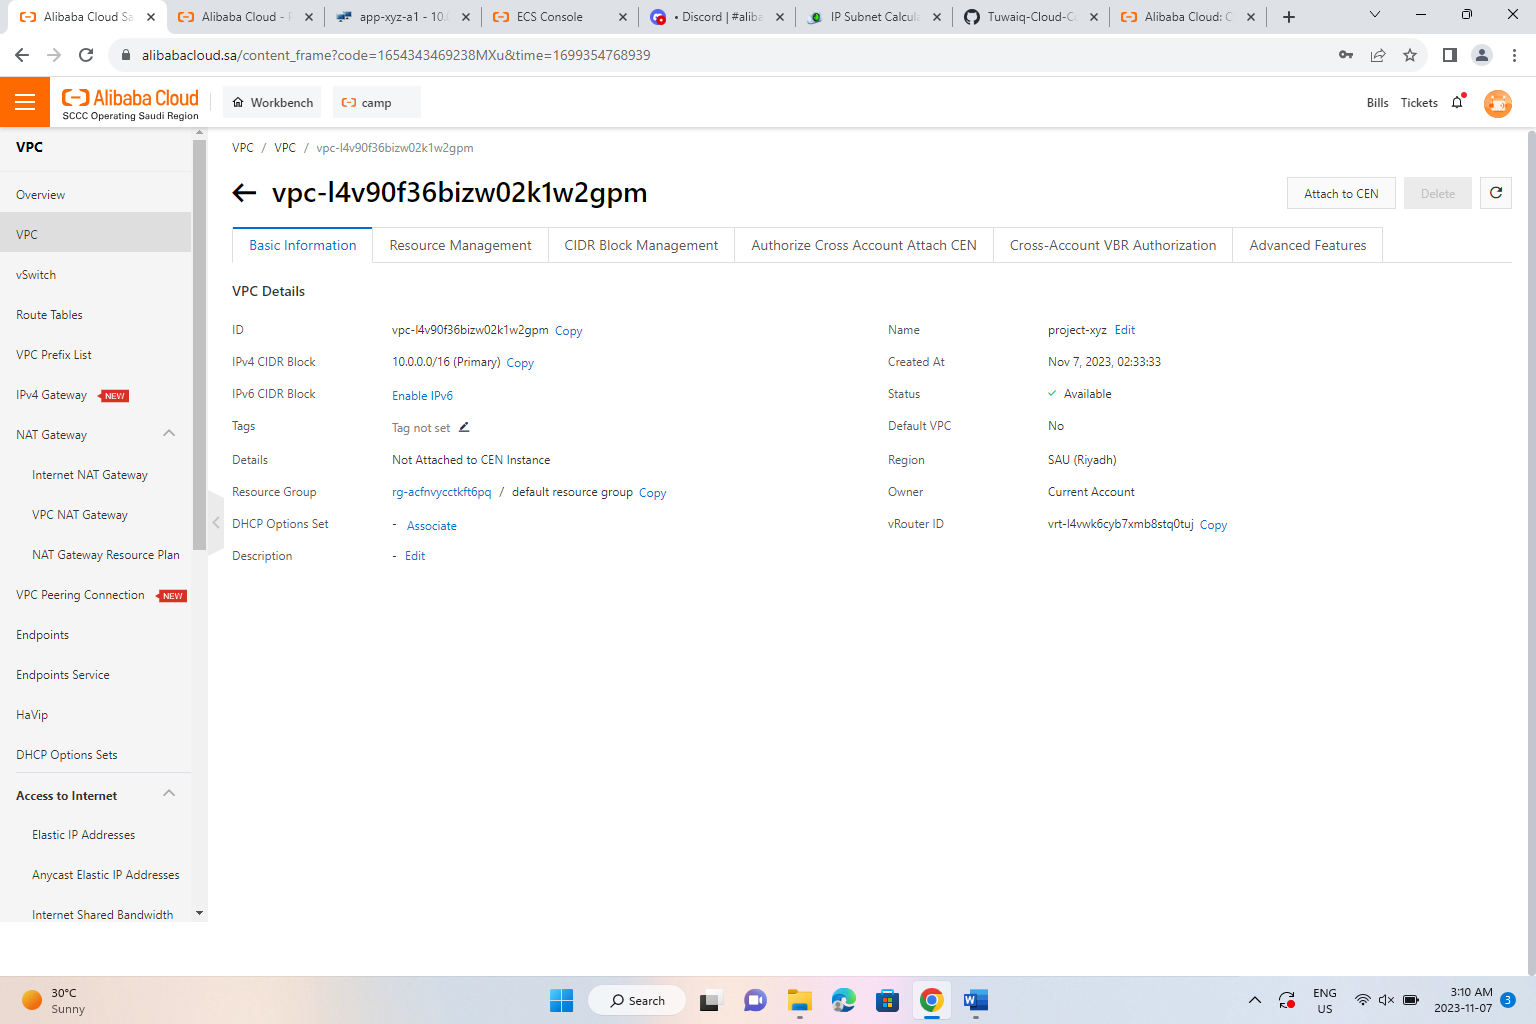 Alibaba Cloud Sa
Alibaba Cloud - P
app-xyz-a1 - 10.
ECS Console
• Discord | #aliba
IP Subnet Calcula
Tuwaiq-Cloud-C
Alibaba Cloud: C
alibabacloud.sa/content_frame?code=1654343469238MXu&time=1699354768939
Alibaba Cloud
SCCC Operating Saudi Region
Workbench
camp
Bills
Tickets
VPC
Overview
VPC
vSwitch
Route Tables
VPC Prefix List
IPv4 Gateway NEW
NAT Gateway
Internet NAT Gateway
VPC NAT Gateway
NAT Gateway Resource Plan
VPC Peering Connection NEW
Endpoints
Endpoints Service
HaVip
DHCP Options Sets
Access to Internet
Elastic IP Addresses
Anycast Elastic IP Addresses
Internet Shared Bandwidth
VPC / VPC / vpc-l4v90f36bizw02k1w2gpm
vpc-l4v90f36bizw02k1w2gpm
Attach to CEN
Delete
Basic Information
Resource Management
CIDR Block Management
Authorize Cross Account Attach CEN
Cross-Account VBR Authorization
Advanced Features
VPC Details
ID vpc-l4v90f36bizw02k1w2gpm Copy
Name project-xyz Edit
IPv4 CIDR Block 10.0.0.0/16 (Primary) Copy
Created At Nov 7, 2023, 02:33:33
IPv6 CIDR Block Enable IPv6
Status Available
Tags Tag not set
Default VPC No
Details Not Attached to CEN Instance
Region SAU (Riyadh)
Resource Group rg-acfnvycctkft6pq / default resource group Copy
Owner Current Account
DHCP Options Set - Associate
vRouter ID vrt-l4vwk6cyb7xmb8stq0tuj Copy
Description - Edit
30°C
Sunny
Search
ENG
US
3:10 AM
2023-11-07
3